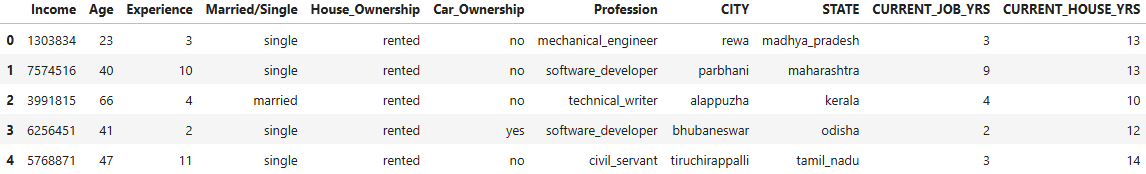 Income Age Experience Married/Single House_Ownership Car_Ownership Profession CITY STATE CURRENT_JOB_YRS CURRENT_HOUSE_YRS
0 1303834 23 3 single rented no mechanical_engineer rewa madhya_pradesh 3 13
1 7574516 40 10 single rented no software_developer parbhani maharashtra 9 13
2 3991815 66 4 married rented no technical_writer alappuzha kerala 4 10
3 6256451 41 2 single rented yes software_developer bhubaneswar odisha 2 12
4 5768871 47 11 single rented no civil_servant tiruchirappalli tamil_nadu 3 14